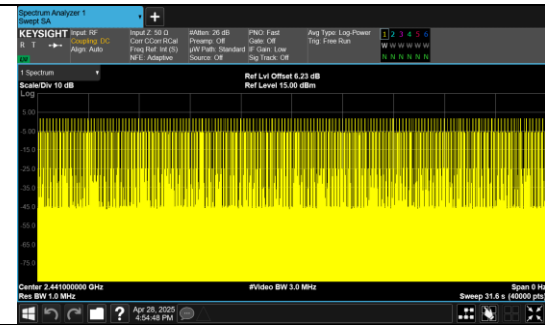 Spectrum Analyzer 1
Swept SA
KEYSIGHT
R T
Input: RF
Coupling: DC
Align: Auto
Input Z: 50 Ω
Corr CCorr RCal
Freq Ref: Int (S)
NFE: Adaptive
#Atten: 26 dB
Preamp: Off
µW Path: Standard
Source: Off
PNO: Fast
Gate: Off
IF Gain: Low
Sig Track: Off
Avg Type: Log-Power
Trig: Free Run
1 2 3 4 5 6
W W W W W W
N N N N N N
1 Spectrum
Scale/Div 10 dB
Log
Ref Lvl Offset 6.23 dB
Ref Level 15.00 dBm
5.00
-5.00
-15.0
-25.0
-35.0
-45.0
-55.0
-65.0
-75.0
Center 2.441000000 GHz
Res BW 1.0 MHz
#Video BW 3.0 MHz
Span 0 Hz
Sweep 31.6 s (40000 pts)
?
Apr 28, 2025
4:54:48 PM